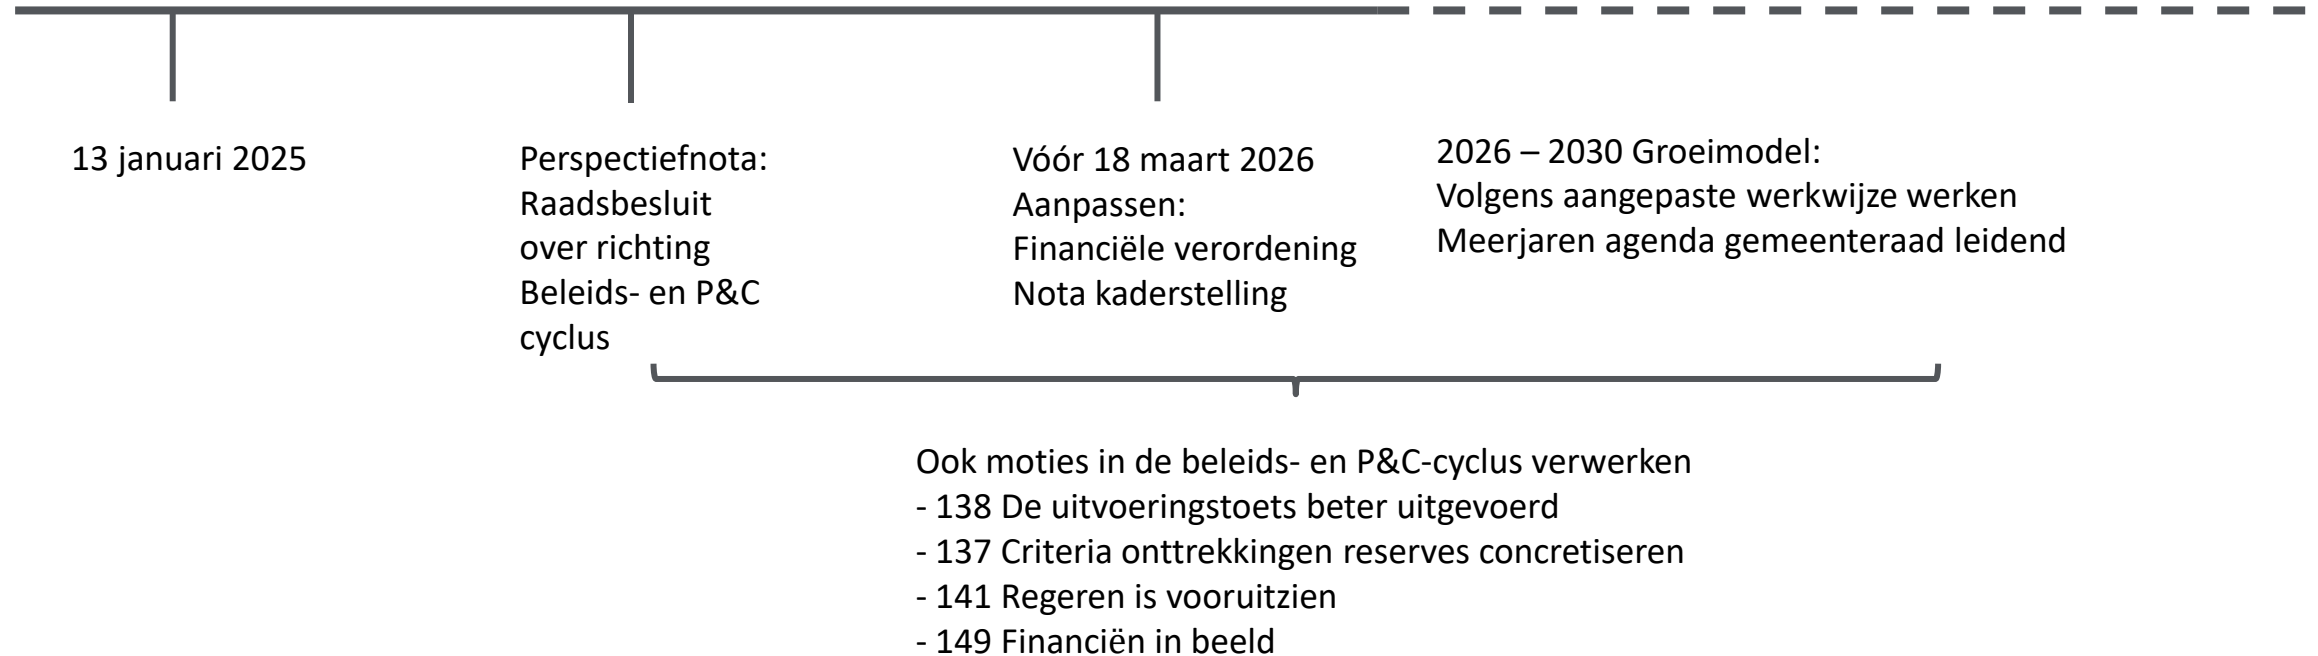 13 januari 2025
Perspectiefnota:
Raadsbesluit
over richting
Beleids- en P&C
cyclus
Vóór 18 maart 2026
Aanpassen:
Financiële verordening
Nota kaderstelling
2026 – 2030 Groeimodel:
Volgens aangepaste werkwijze werken
Meerjaren agenda gemeenteraad leidend
Ook moties in de beleids- en P&C-cyclus verwerken
- 138 De uitvoeringstoets beter uitgevoerd
- 137 Criteria onttrekkingen reserves concretiseren
- 141 Regeren is vooruitzien
- 149 Financiën in beeld